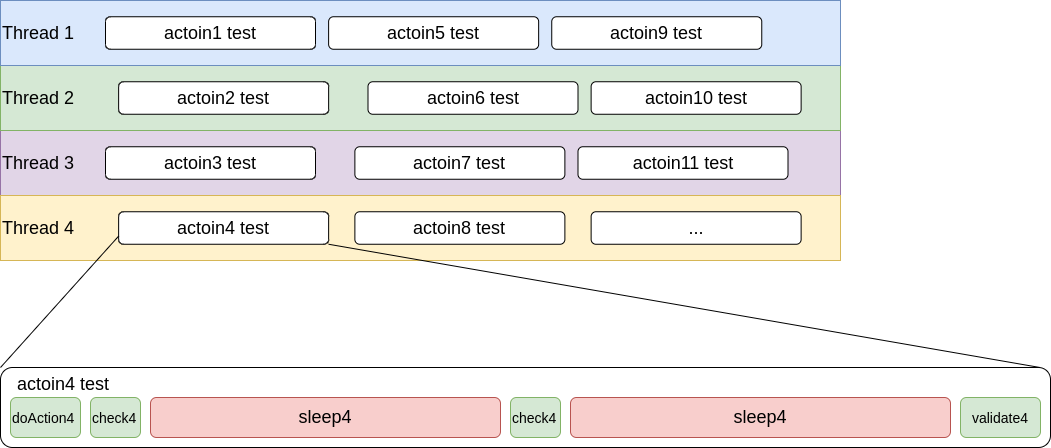 Thread 1 actoin1 test actoin5 test actoin9 test
Thread 2 actoin2 test actoin6 test actoin10 test
Thread 3 actoin3 test actoin7 test actoin11 test
Thread 4 actoin4 test actoin8 test ...
actoin4 test
doAction4 check4 sleep4 check4 sleep4 validate4